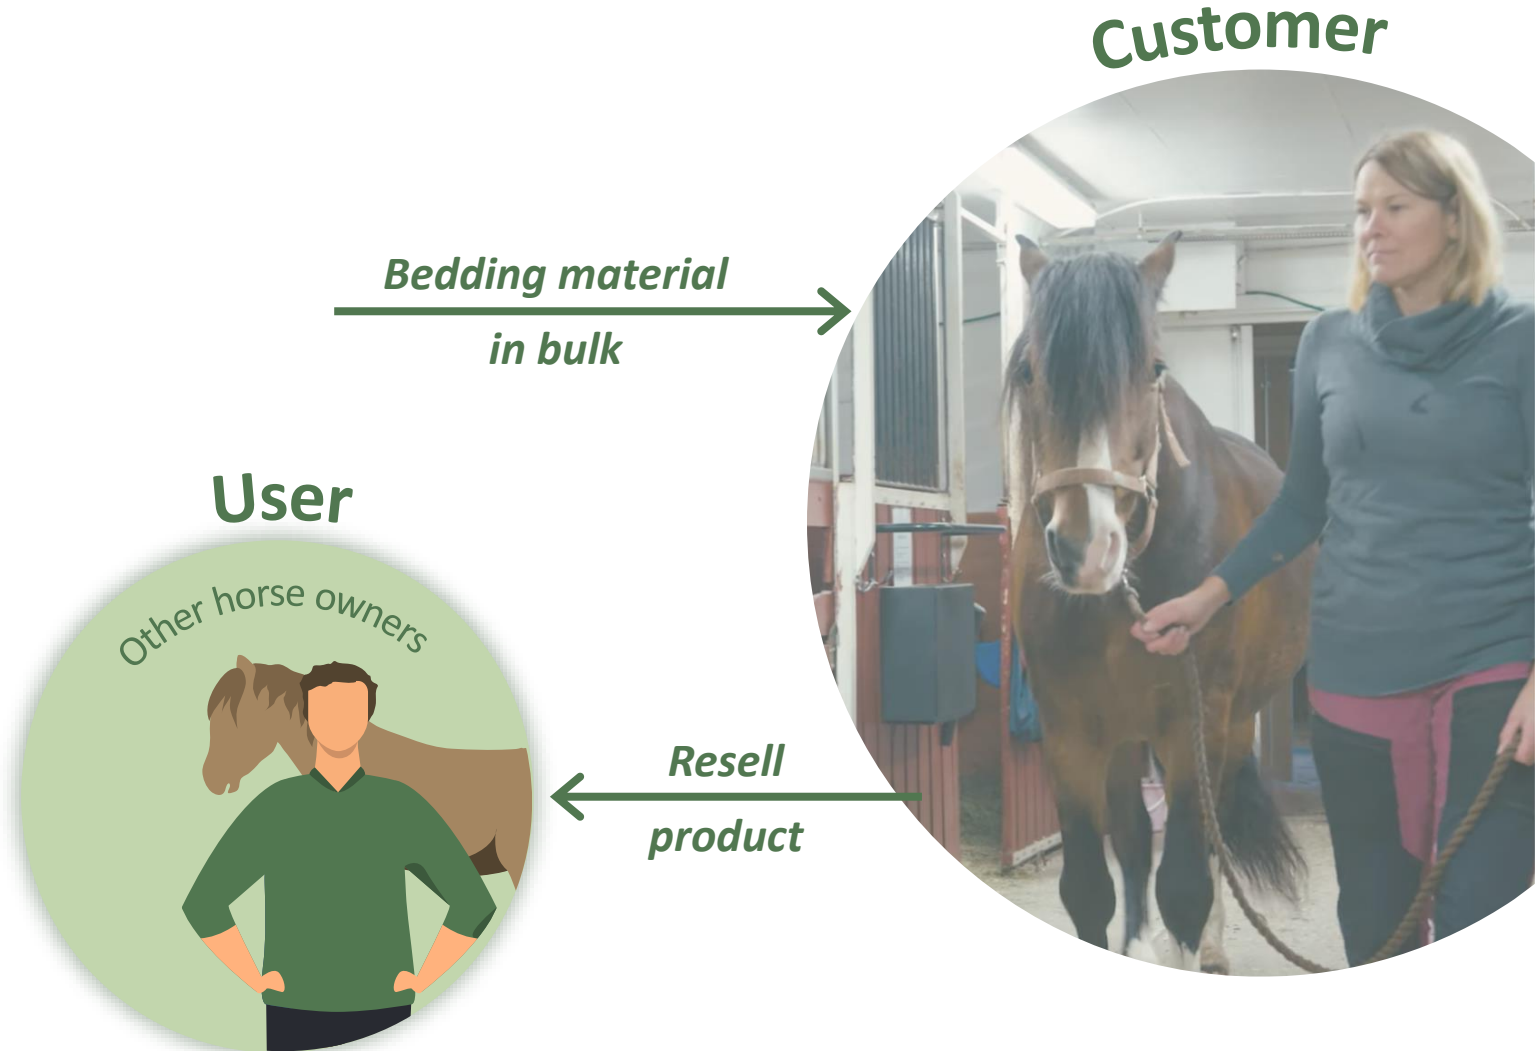 Customer
Bedding material
in bulk
User
Other horse owners
Resell
product